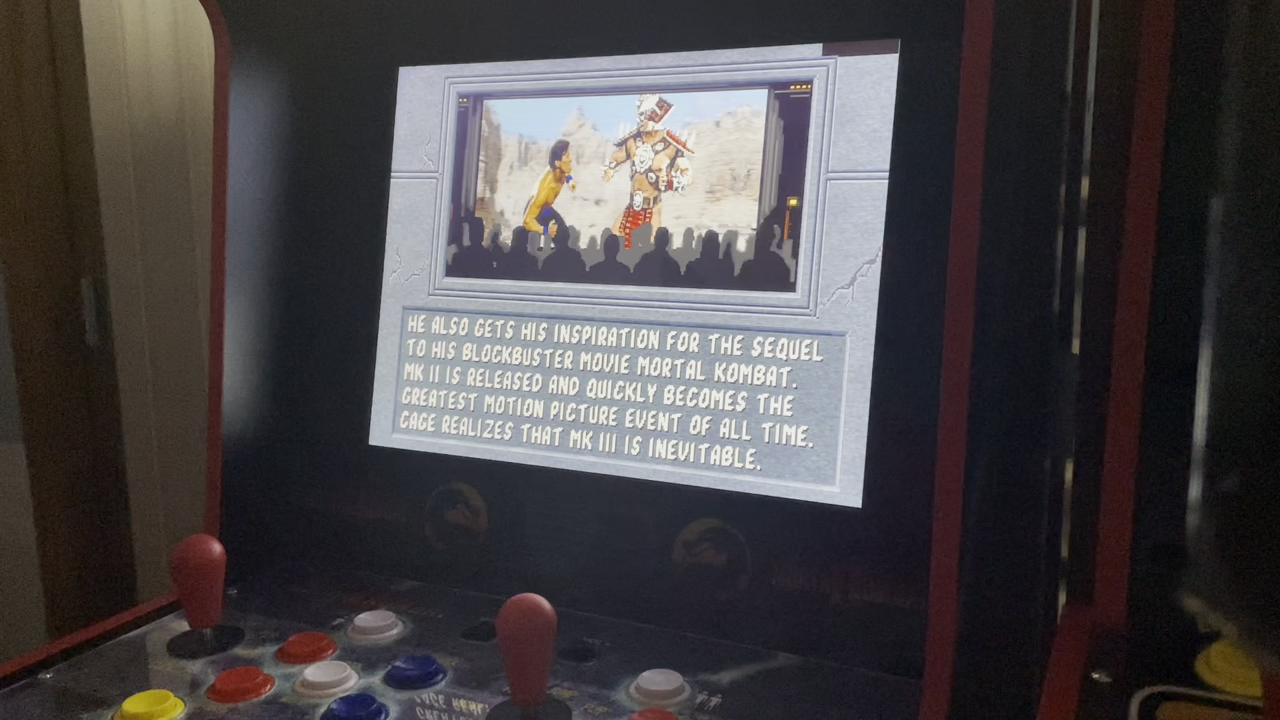 HE ALSO GETS HIS INSPIRATION FOR THE SEQUEL
TO HIS BLOCKBUSTER MOVIE MORTAL KOMBAT.
MK II IS RELEASED AND QUICKLY BECOMES THE
GREATEST MOTION PICTURE EVENT OF ALL TIME.
CAGE REALIZES THAT MK III IS INEVITABLE.